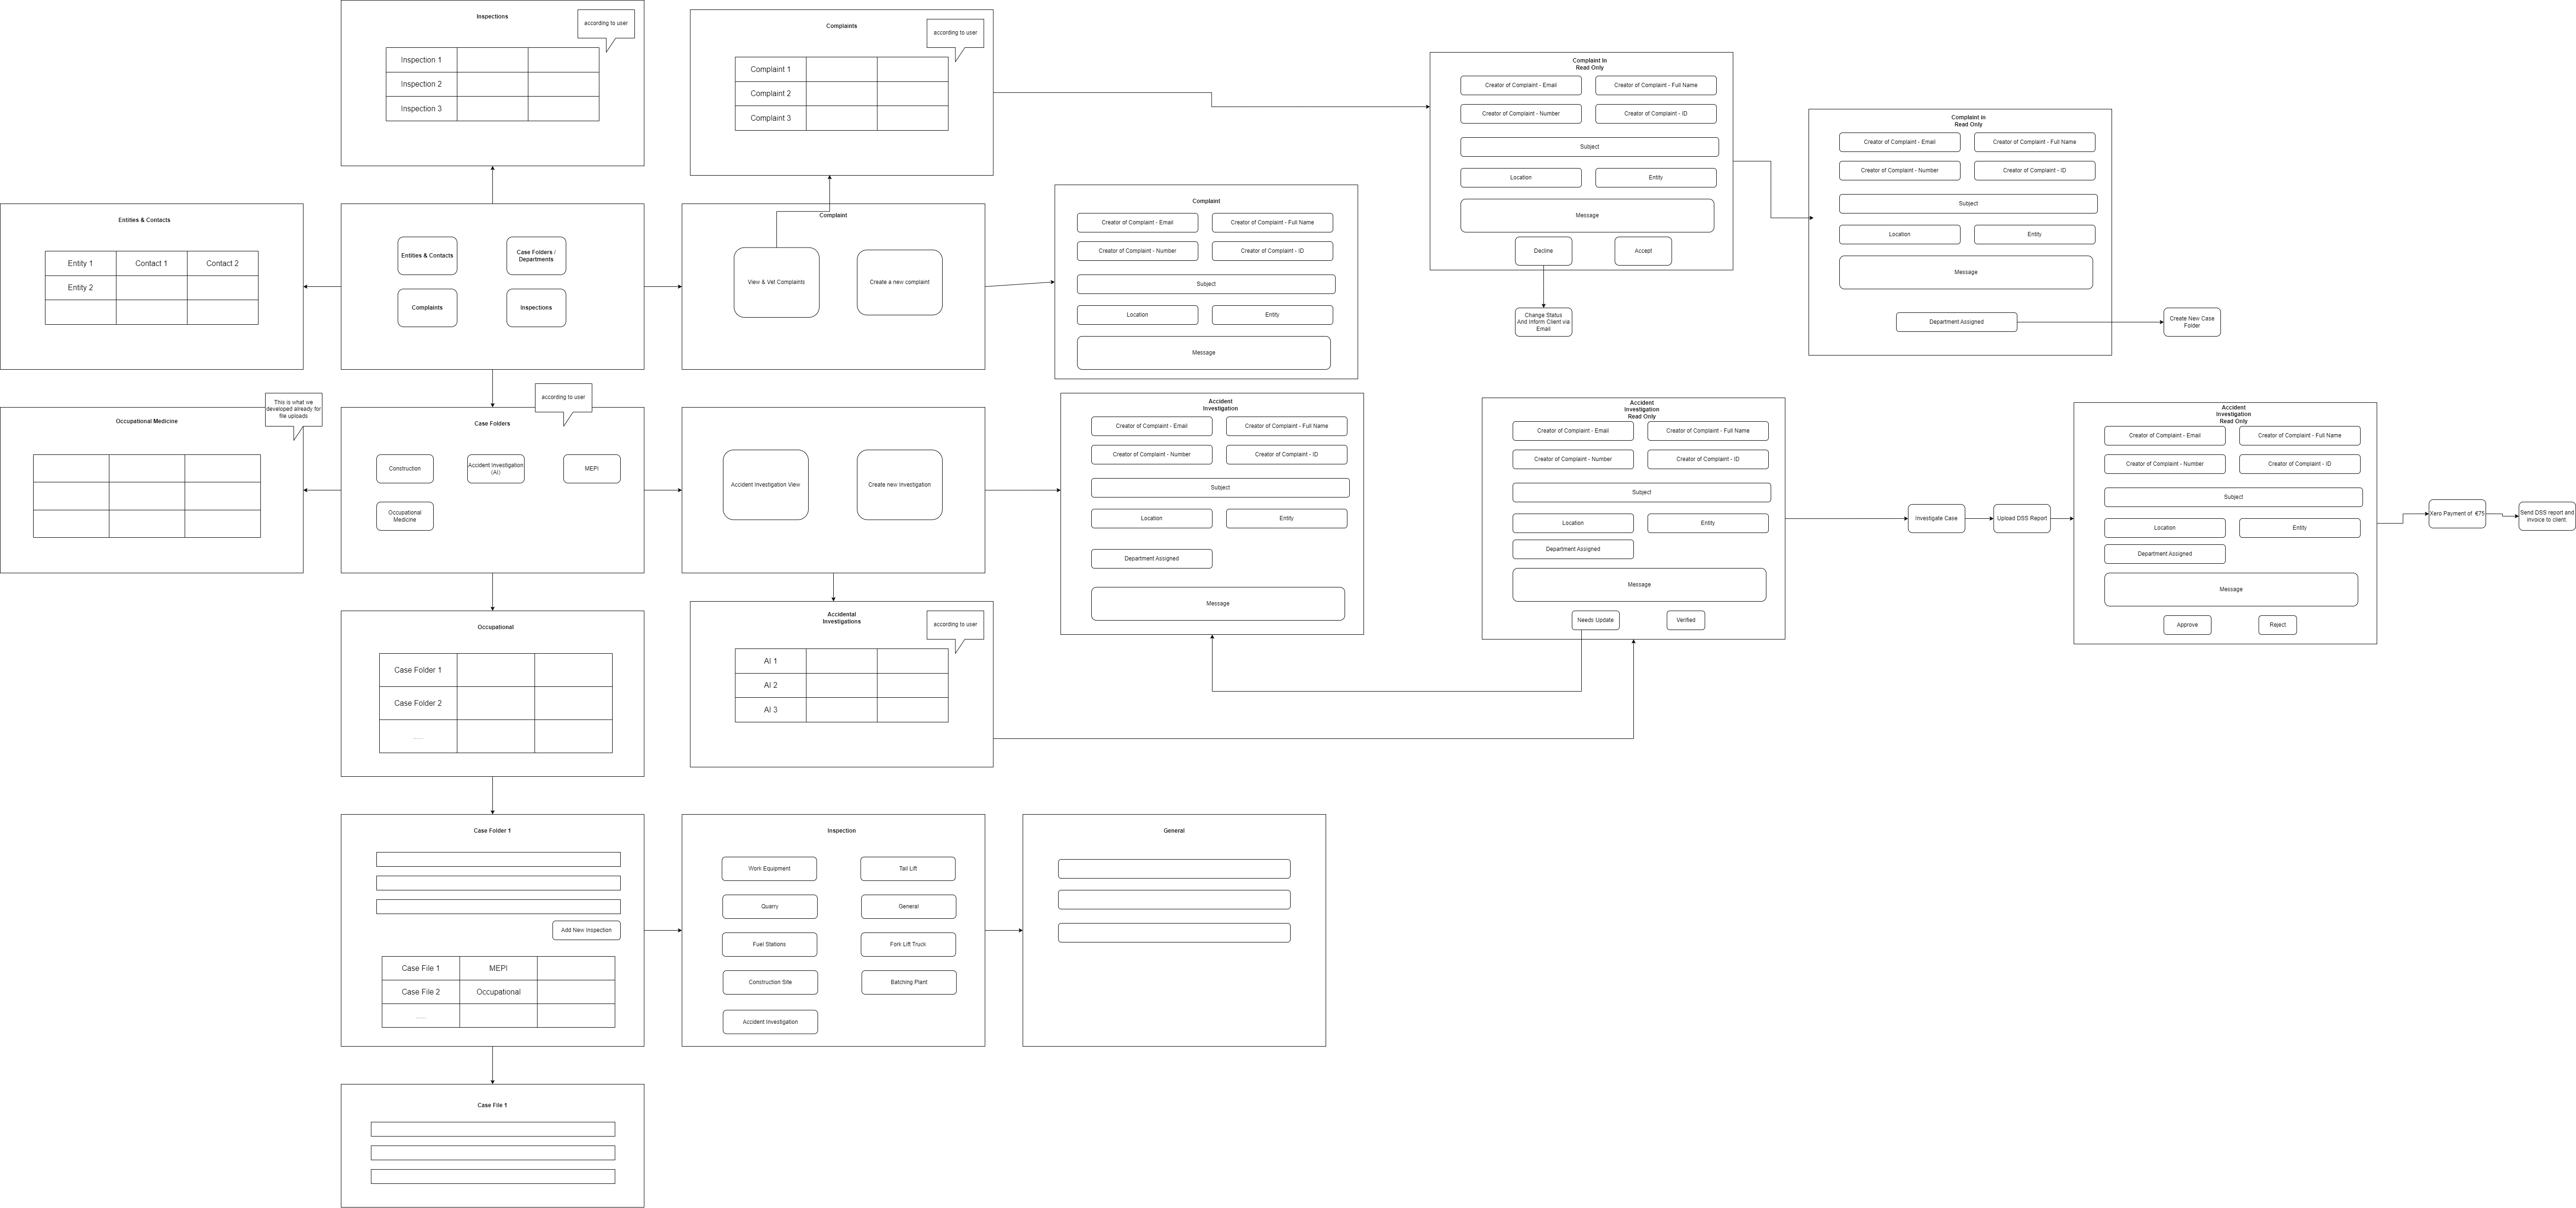 Inspections
according to user
Inspection 1
Inspection 2
Inspection 3
Complaints
according to user
Complaint 1
Complaint 2
Complaint 3
Complaint In
Read Only
Creator of Complaint - Email
Creator of Complaint - Full Name
Creator of Complaint - Number
Creator of Complaint - ID
Subject
Location
Entity
Message
Decline
Accept
Change Status
And Inform Client via
Email
Complaint in
Read Only
Creator of Complaint - Email
Creator of Complaint - Full Name
Creator of Complaint - Number
Creator of Complaint - ID
Subject
Location
Entity
Message
Department Assigned
Create New Case
Folder
Entities & Contacts
Entity 1
Contact 1
Contact 2
Entity 2
Entities & Contacts
Case Folders /
Departments
Complaints
Inspections
Complaint
View & Vet Complaints
Create a new complaint
Complaint
Creator of Complaint - Email
Creator of Complaint - Full Name
Creator of Complaint - Number
Creator of Complaint - ID
Subject
Location
Entity
Message
Occupational Medicine
This is what we
developed already for
file uploads
Case Folders
according to user
Construction
Accident Investigation
(AI)
MEPI
Occupational
Medicine
Accident Investigation View
Create new Investigation
Accident
Investigation
Creator of Complaint - Email
Creator of Complaint - Full Name
Creator of Complaint - Number
Creator of Complaint - ID
Subject
Location
Entity
Department Assigned
Message
Accident
Investigation
Read Only
Creator of Complaint - Email
Creator of Complaint - Full Name
Creator of Complaint - Number
Creator of Complaint - ID
Subject
Location
Entity
Department Assigned
Message
Needs Update
Verified
Investigate Case
Upload DSS Report
Accident
Investigation
Read Only
Creator of Complaint - Email
Creator of Complaint - Full Name
Creator of Complaint - Number
Creator of Complaint - ID
Subject
Location
Entity
Department Assigned
Message
Approve
Reject
Xero Payment of €75
Send DSS report and
invoice to client.
Occupational
Case Folder 1
Case Folder 2
......
Accidental
Investigations
according to user
AI 1
AI 2
AI 3
Case Folder 1
Add New Inspection
Case File 1
MEPI
Case File 2
Occupational
......
Inspection
Work Equipment
Tail Lift
Quarry
General
Fuel Stations
Fork Lift Truck
Construction Site
Batching Plant
Accident Investigation
General
Case File 1